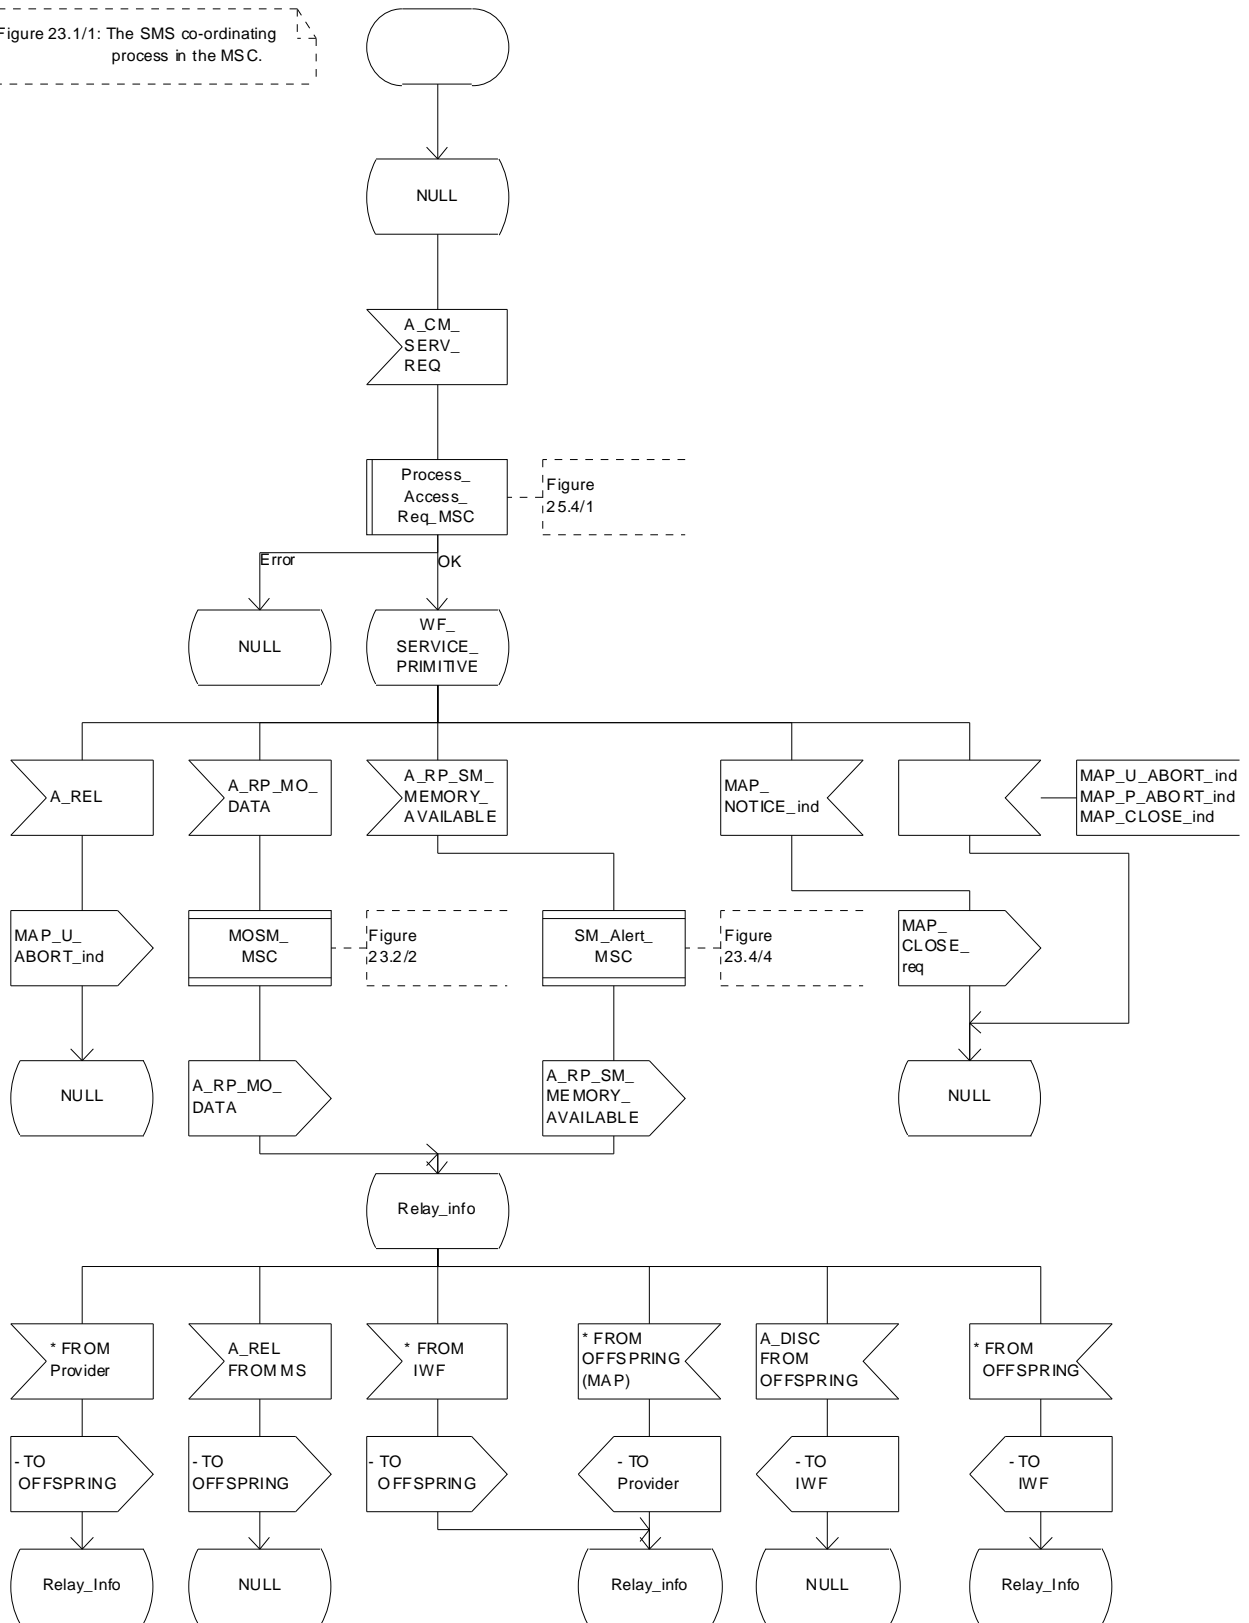 Figure 23.1/1: The SMS co-ordinating
process in the MSC.
NULL
A_CM_
SERV_
REQ
Process_
Access_
Req_MSC
Figure
25.4/1
Error
OK
NULL
WF_
SERVICE_
PRIMITIVE
A_REL
A_RP_MO_
DATA
A_RP_SM_
MEMORY_
AVAILABLE
MAP_
NOTICE_ind
MAP_U_ABORT_ind
MAP_P_ABORT_ind
MAP_CLOSE_ind
MAP_U_
ABORT_ind
MOSM_
MSC
Figure
23.2/2
SM_Alert_
MSC
Figure
23.4/4
MAP_
CLOSE_
req
NULL
A_RP_MO_
DATA
A_RP_SM_
MEMORY_
AVAILABLE
NULL
Relay_info
* FROM
Provider
A_REL
FROM MS
* FROM
IWF
* FROM
OFFSPRING
(MAP)
A_DISC
FROM
OFFSPRING
* FROM
OFFSPRING
- TO
OFFSPRING
- TO
OFFSPRING
- TO
OFFSPRING
- TO
Provider
- TO
IWF
- TO
IWF
Relay_Info
NULL
Relay_info
NULL
Relay_Info